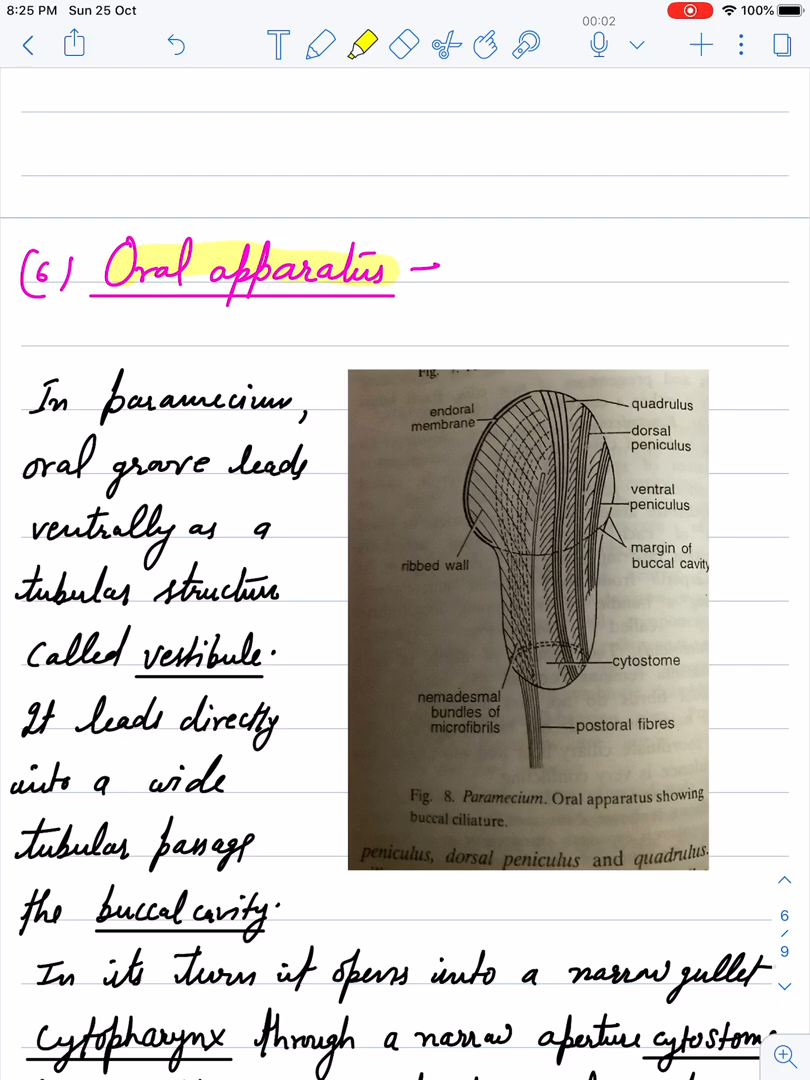 8:25 PM Sun 25 Oct
00:02
100%
(6) Oral apparatus -
In paramecium,
oral groove leads
ventrally as a
tubular structure
called vestibule.
It leads directly
into a wide
tubular passage
the buccal cavity.
In its turn it opens into a narrow gullet
cytopharynx through a narrow aperture cytostome
endoral
membrane
quadrulus
dorsal
peniculus
ventral
peniculus
margin of
buccal cavity
ribbed wall
cytostome
nemadesmal
bundles of
microfibrils
postoral fibres
Fig. 8. Paramecium. Oral apparatus showing
buccal ciliature.
peniculus, dorsal peniculus and quadrulus.
6
/
9